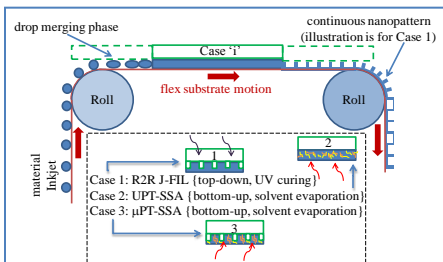 drop merging phase
continuous nanopattern
(illustration is for Case 1)
Case 'i'
Roll
flex substrate motion
Roll
material
Inkjet
1
2
Case 1: R2R J-FIL {top-down, UV curing}
Case 2: UPT-SSA {bottom-up, solvent evaporation}
Case 3: μPT-SSA {bottom-up, solvent evaporation}
3